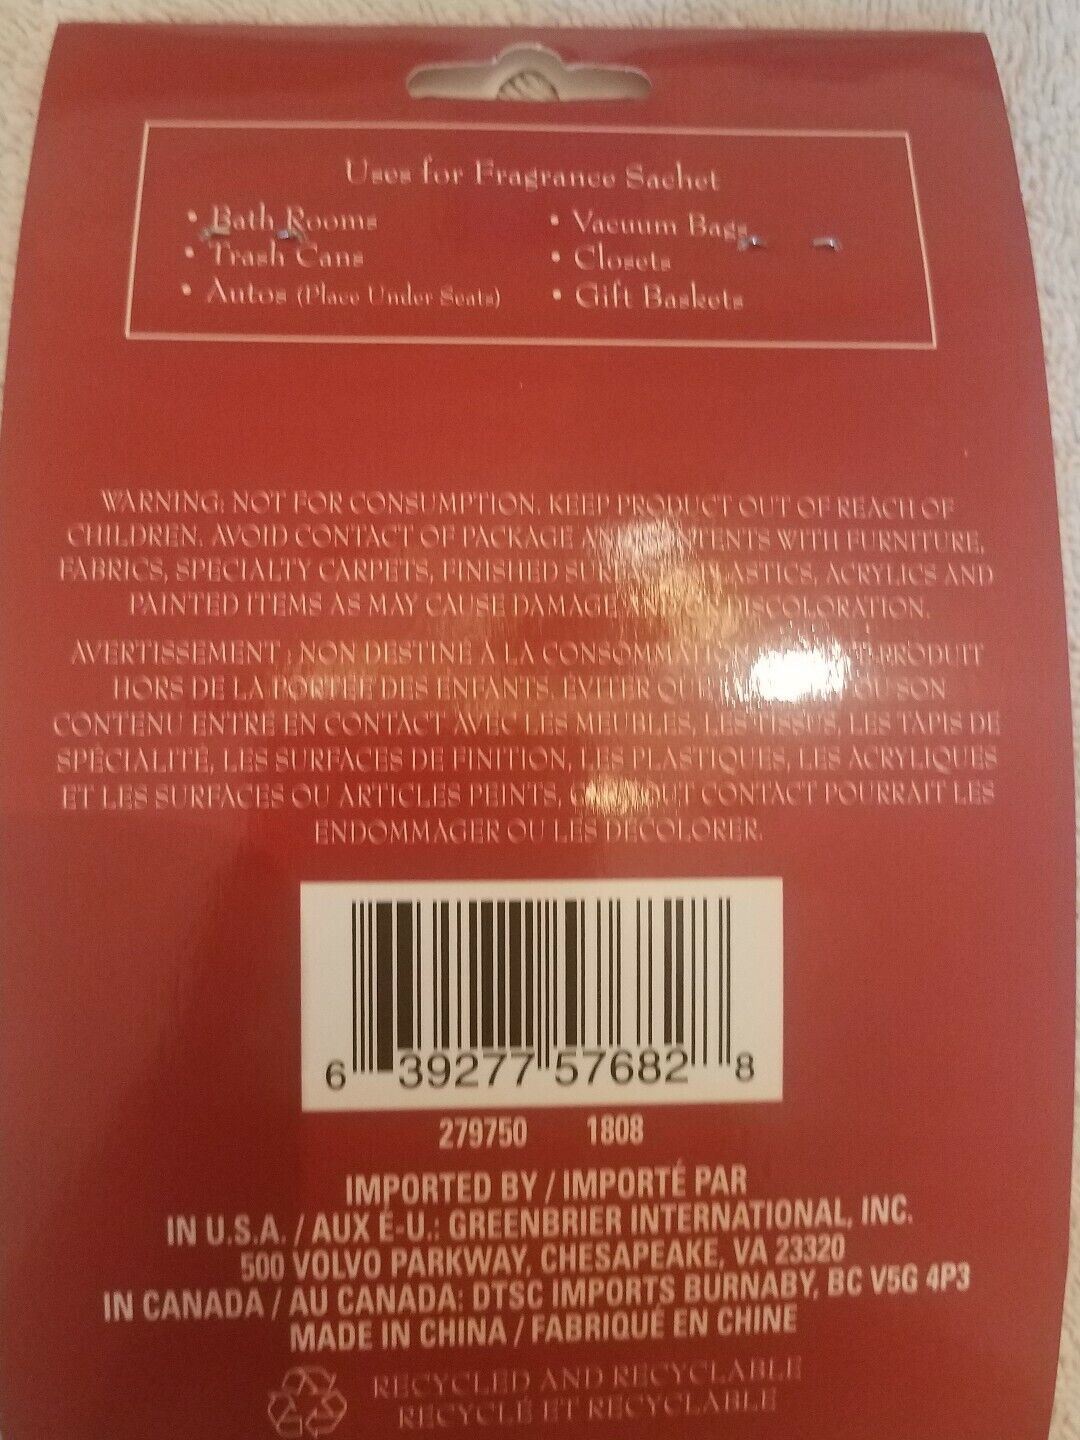 Uses for Fragrance Sachet
• Bath Rooms
• Trash Cans
• Autos (Place Under Seats)
• Vacuum Bags
• Closets
• Gift Baskets
WARNING: NOT FOR CONSUMPTION. KEEP PRODUCT OUT OF REACH OF
CHILDREN. AVOID CONTACT OF PACKAGE AND CONTENTS WITH FURNITURE,
FABRICS, SPECIALTY CARPETS, FINISHED PLASTICS, ACRYLICS AND
PAINTED ITEMS AS MAY CAUSE DAMAGE AND/OR DISCOLORATION.
AVERTISSEMENT : NON DESTINÉ À LA CONSOMMATION PRODUIT
HORS DE LA PORTÉE DES ENFANTS. ÉVITER QUE OU SON
CONTENU ENTRE EN CONTACT AVEC LES MEUBLES, LES TISSUS, LES TAPIS DE
SPÉCIALITÉ, LES SURFACES DE FINITION, LES PLASTIQUES, LES ACRYLIQUES
ET LES SURFACES OU ARTICLES PEINTS, CAR TOUT CONTACT POURRAIT LES
ENDOMMAGER OU LES DÉCOLORER.
6 39277 57682 8
279750 1808
IMPORTED BY / IMPORTÉ PAR
IN U.S.A. / AUX É-U.: GREENBRIER INTERNATIONAL, INC.
500 VOLVO PARKWAY, CHESAPEAKE, VA 23320
IN CANADA / AU CANADA: DTSC IMPORTS BURNABY, BC V5G 4P3
MADE IN CHINA / FABRIQUÉ EN CHINE
RECYCLED AND RECYCLABLE
RECYCLÉ ET RECYCLABLE